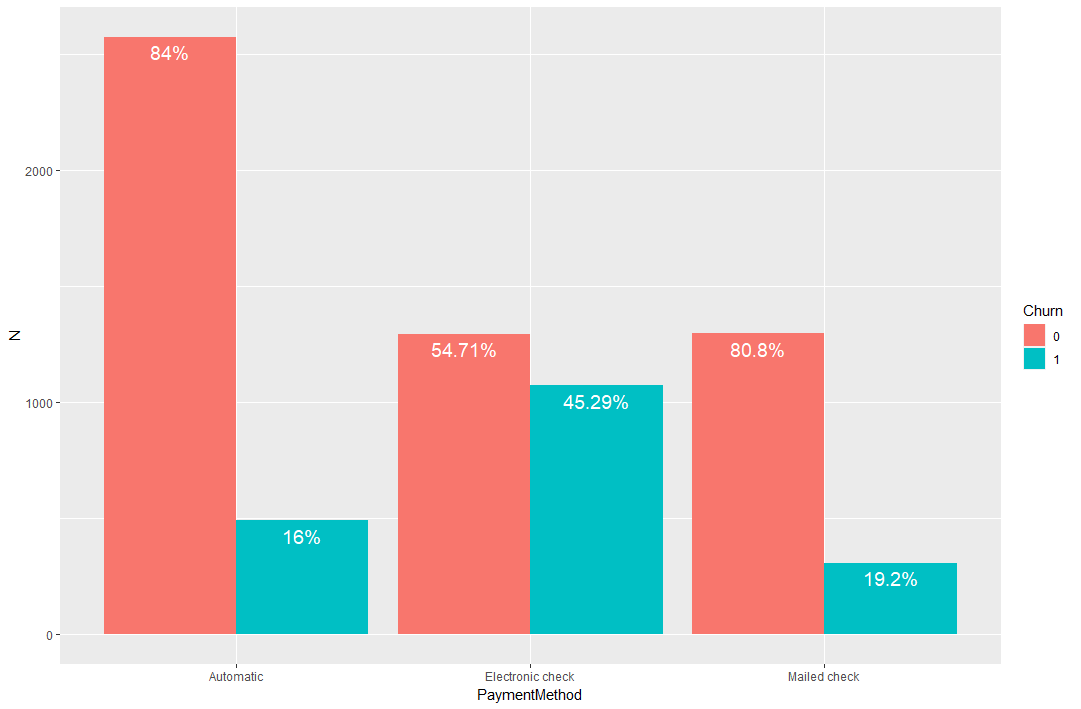 84%
54.71%
80.8%
45.29%
16%
19.2%
2000
1000
0
N
Automatic
Electronic check
Mailed check
PaymentMethod
Churn
0
1